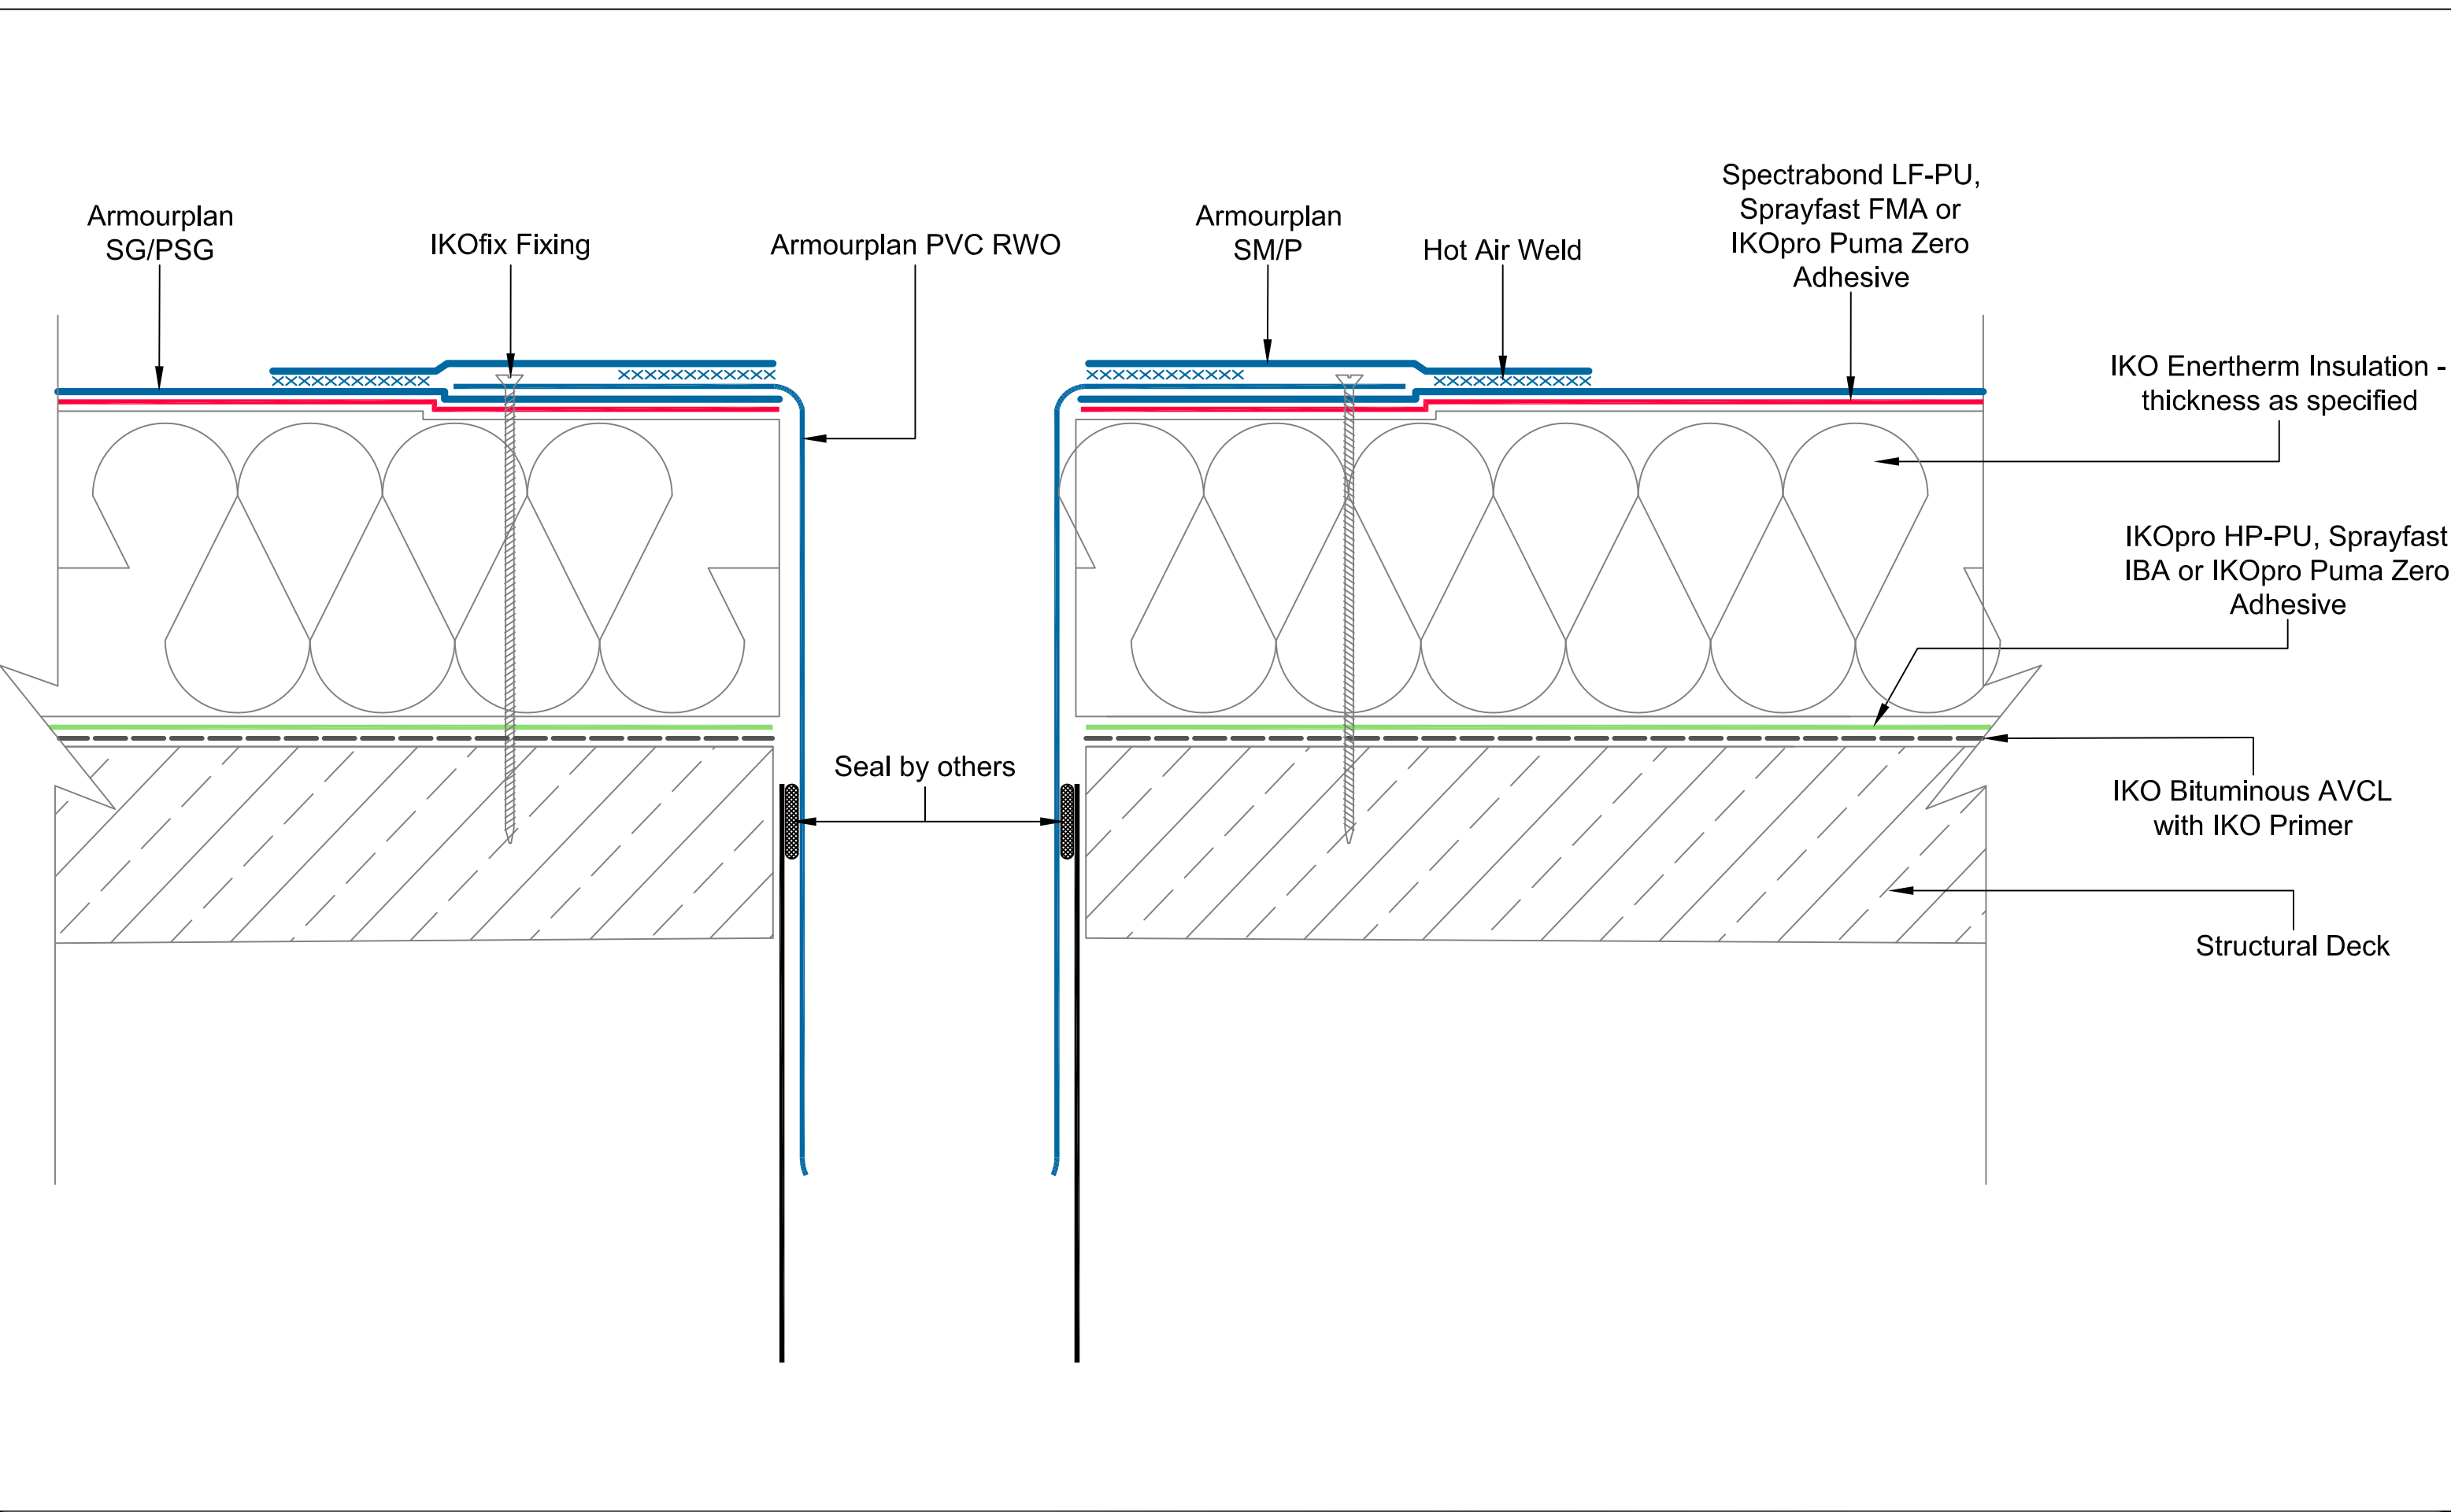 Armourplan
SG/PSG
IKOfix Fixing
Armourplan PVC RWO
Armourplan
SM/P
Hot Air Weld
Spectrabond LF-PU,
Sprayfast FMA or
IKOpro Puma Zero
Adhesive
IKO Enertherm Insulation -
thickness as specified
IKOpro HP-PU, Sprayfast
IBA or IKOpro Puma Zero
Adhesive
Seal by others
IKO Bituminous AVCL
with IKO Primer
Structural Deck